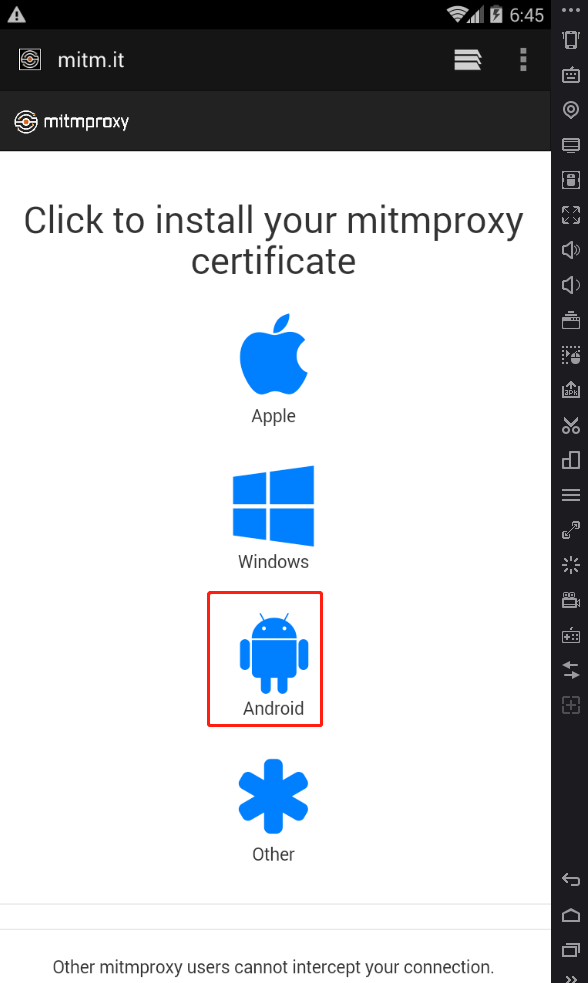 6:45
mitm.it
mitmproxy
Click to install your mitmproxy
certificate
Apple
Windows
Android
Other
Other mitmproxy users cannot intercept your connection.